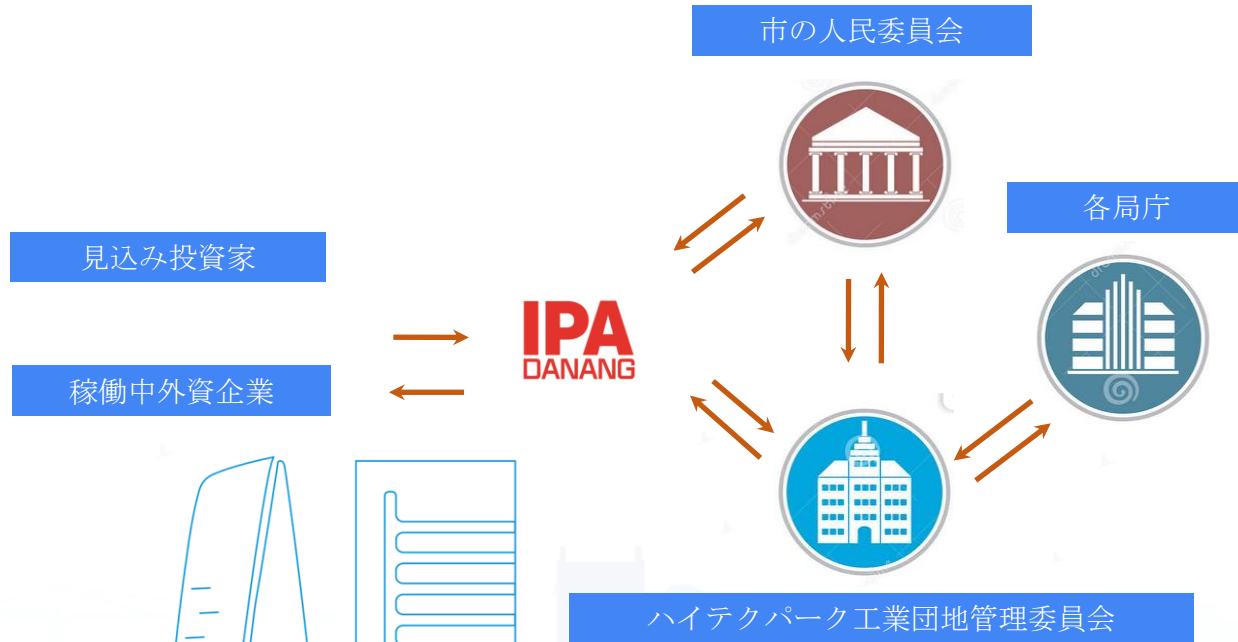 市の人民委員会
各局庁
見込み投資家
IPA
DANANG
稼働中外資企業
ハイテクパーク工業団地管理委員会